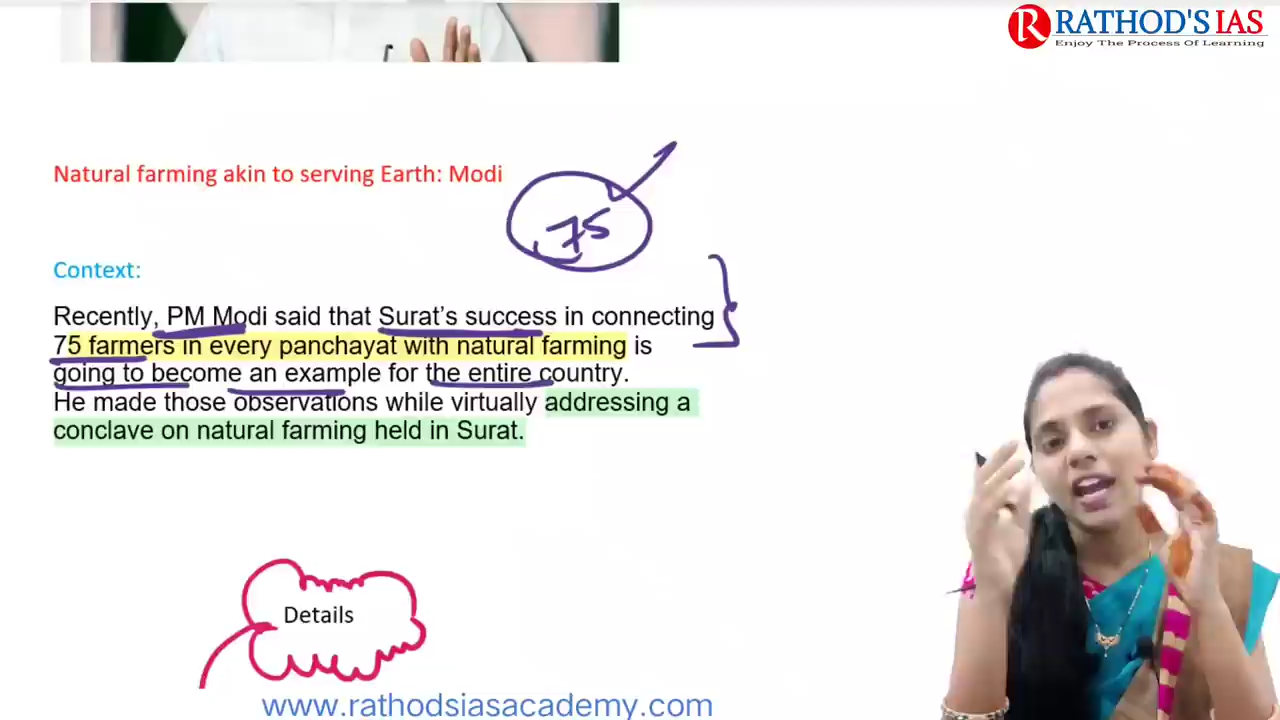 RATHOD'S IAS
Enjoy The Process Of Learning
Natural farming akin to serving Earth: Modi
75
Context:
Recently, PM Modi said that Surat's success in connecting
75 farmers in every panchayat with natural farming is
going to become an example for the entire country.
He made those observations while virtually addressing a
conclave on natural farming held in Surat.
Details
www.rathodsiasacademy.com